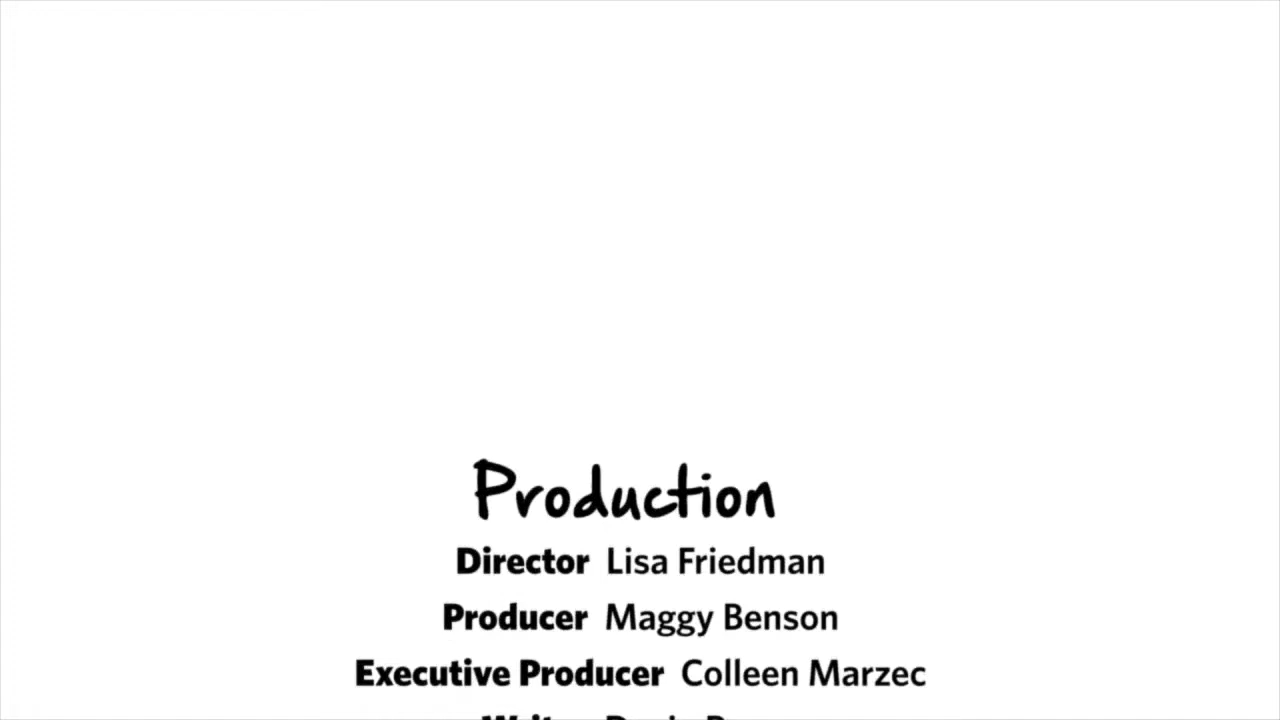 Production
Director Lisa Friedman
Producer Maggy Benson
Executive Producer Colleen Marzec